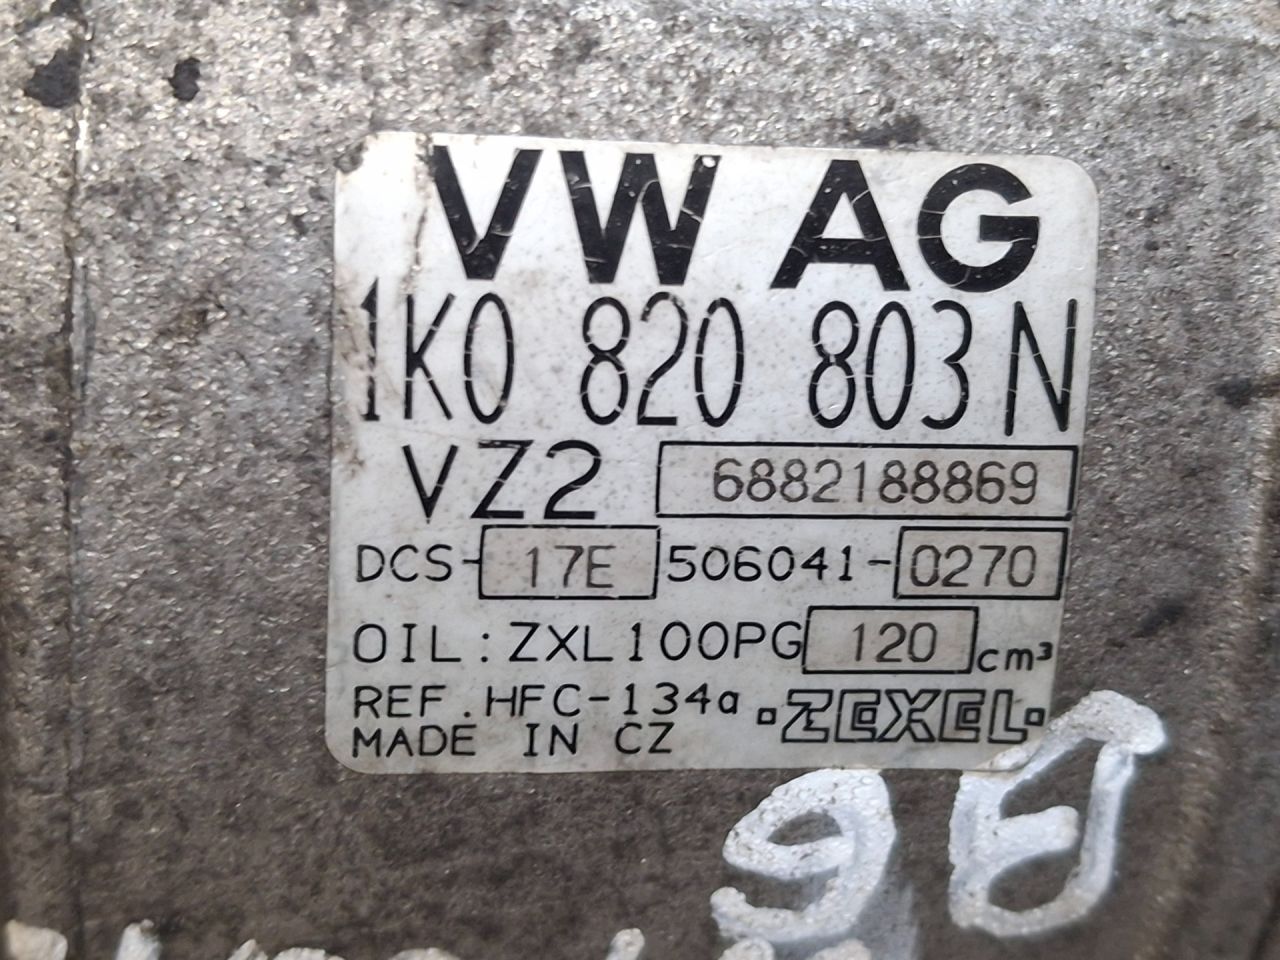 VW AG
1K0 820 803 N
VZ2 6882188869
DCS-17E 506041-0270
OIL: ZXL100PG 120 cm³
REF. HFC-134a ZEXEL
MADE IN CZ